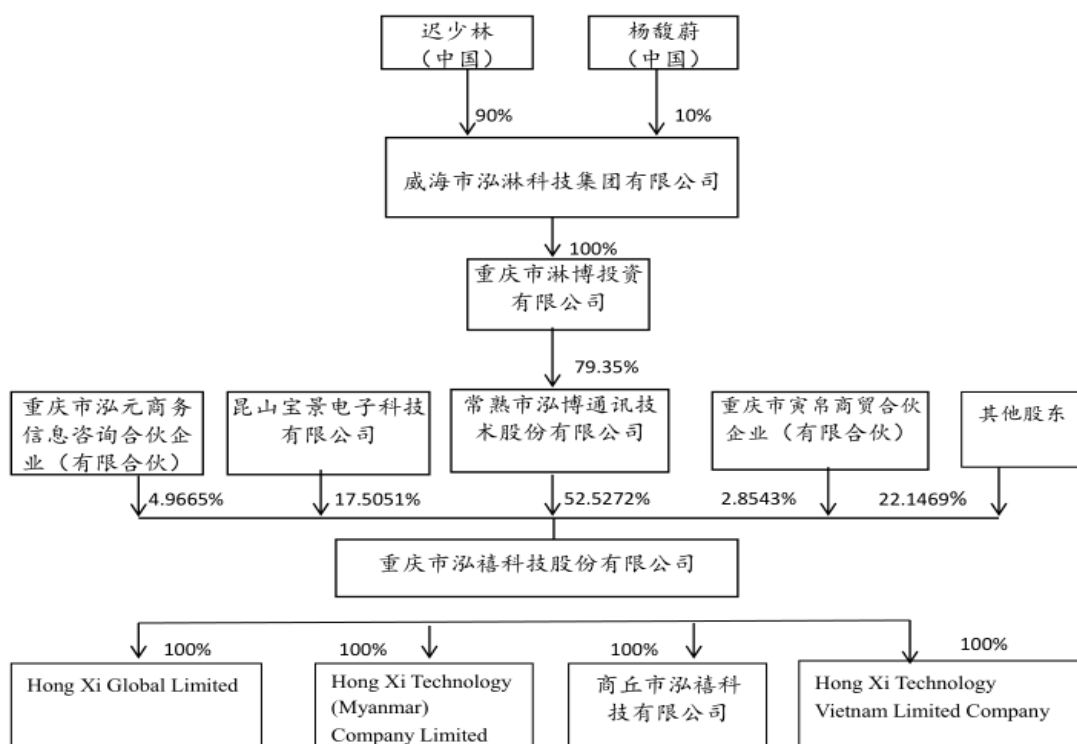 迟少林
（中国）
杨馥蔚
（中国）
90%
10%
威海市泓淋科技集团有限公司
100%
重庆市淋博投资
有限公司
79.35%
重庆市泓元商务
信息咨询合伙企
业（有限合伙）
昆山宝景电子科技
有限公司
常熟市泓博通讯技
术股份有限公司
重庆市寅帛商贸合伙
企业（有限合伙）
其他股东
4.9665%
17.5051%
52.5272%
2.8543%
22.1469%
重庆市泓禧科技股份有限公司
100%
100%
100%
100%
Hong Xi Global Limited
Hong Xi Technology
(Myanmar)
Company Limited
商丘市泓禧科
技有限公司
Hong Xi Technology
Vietnam Limited Company